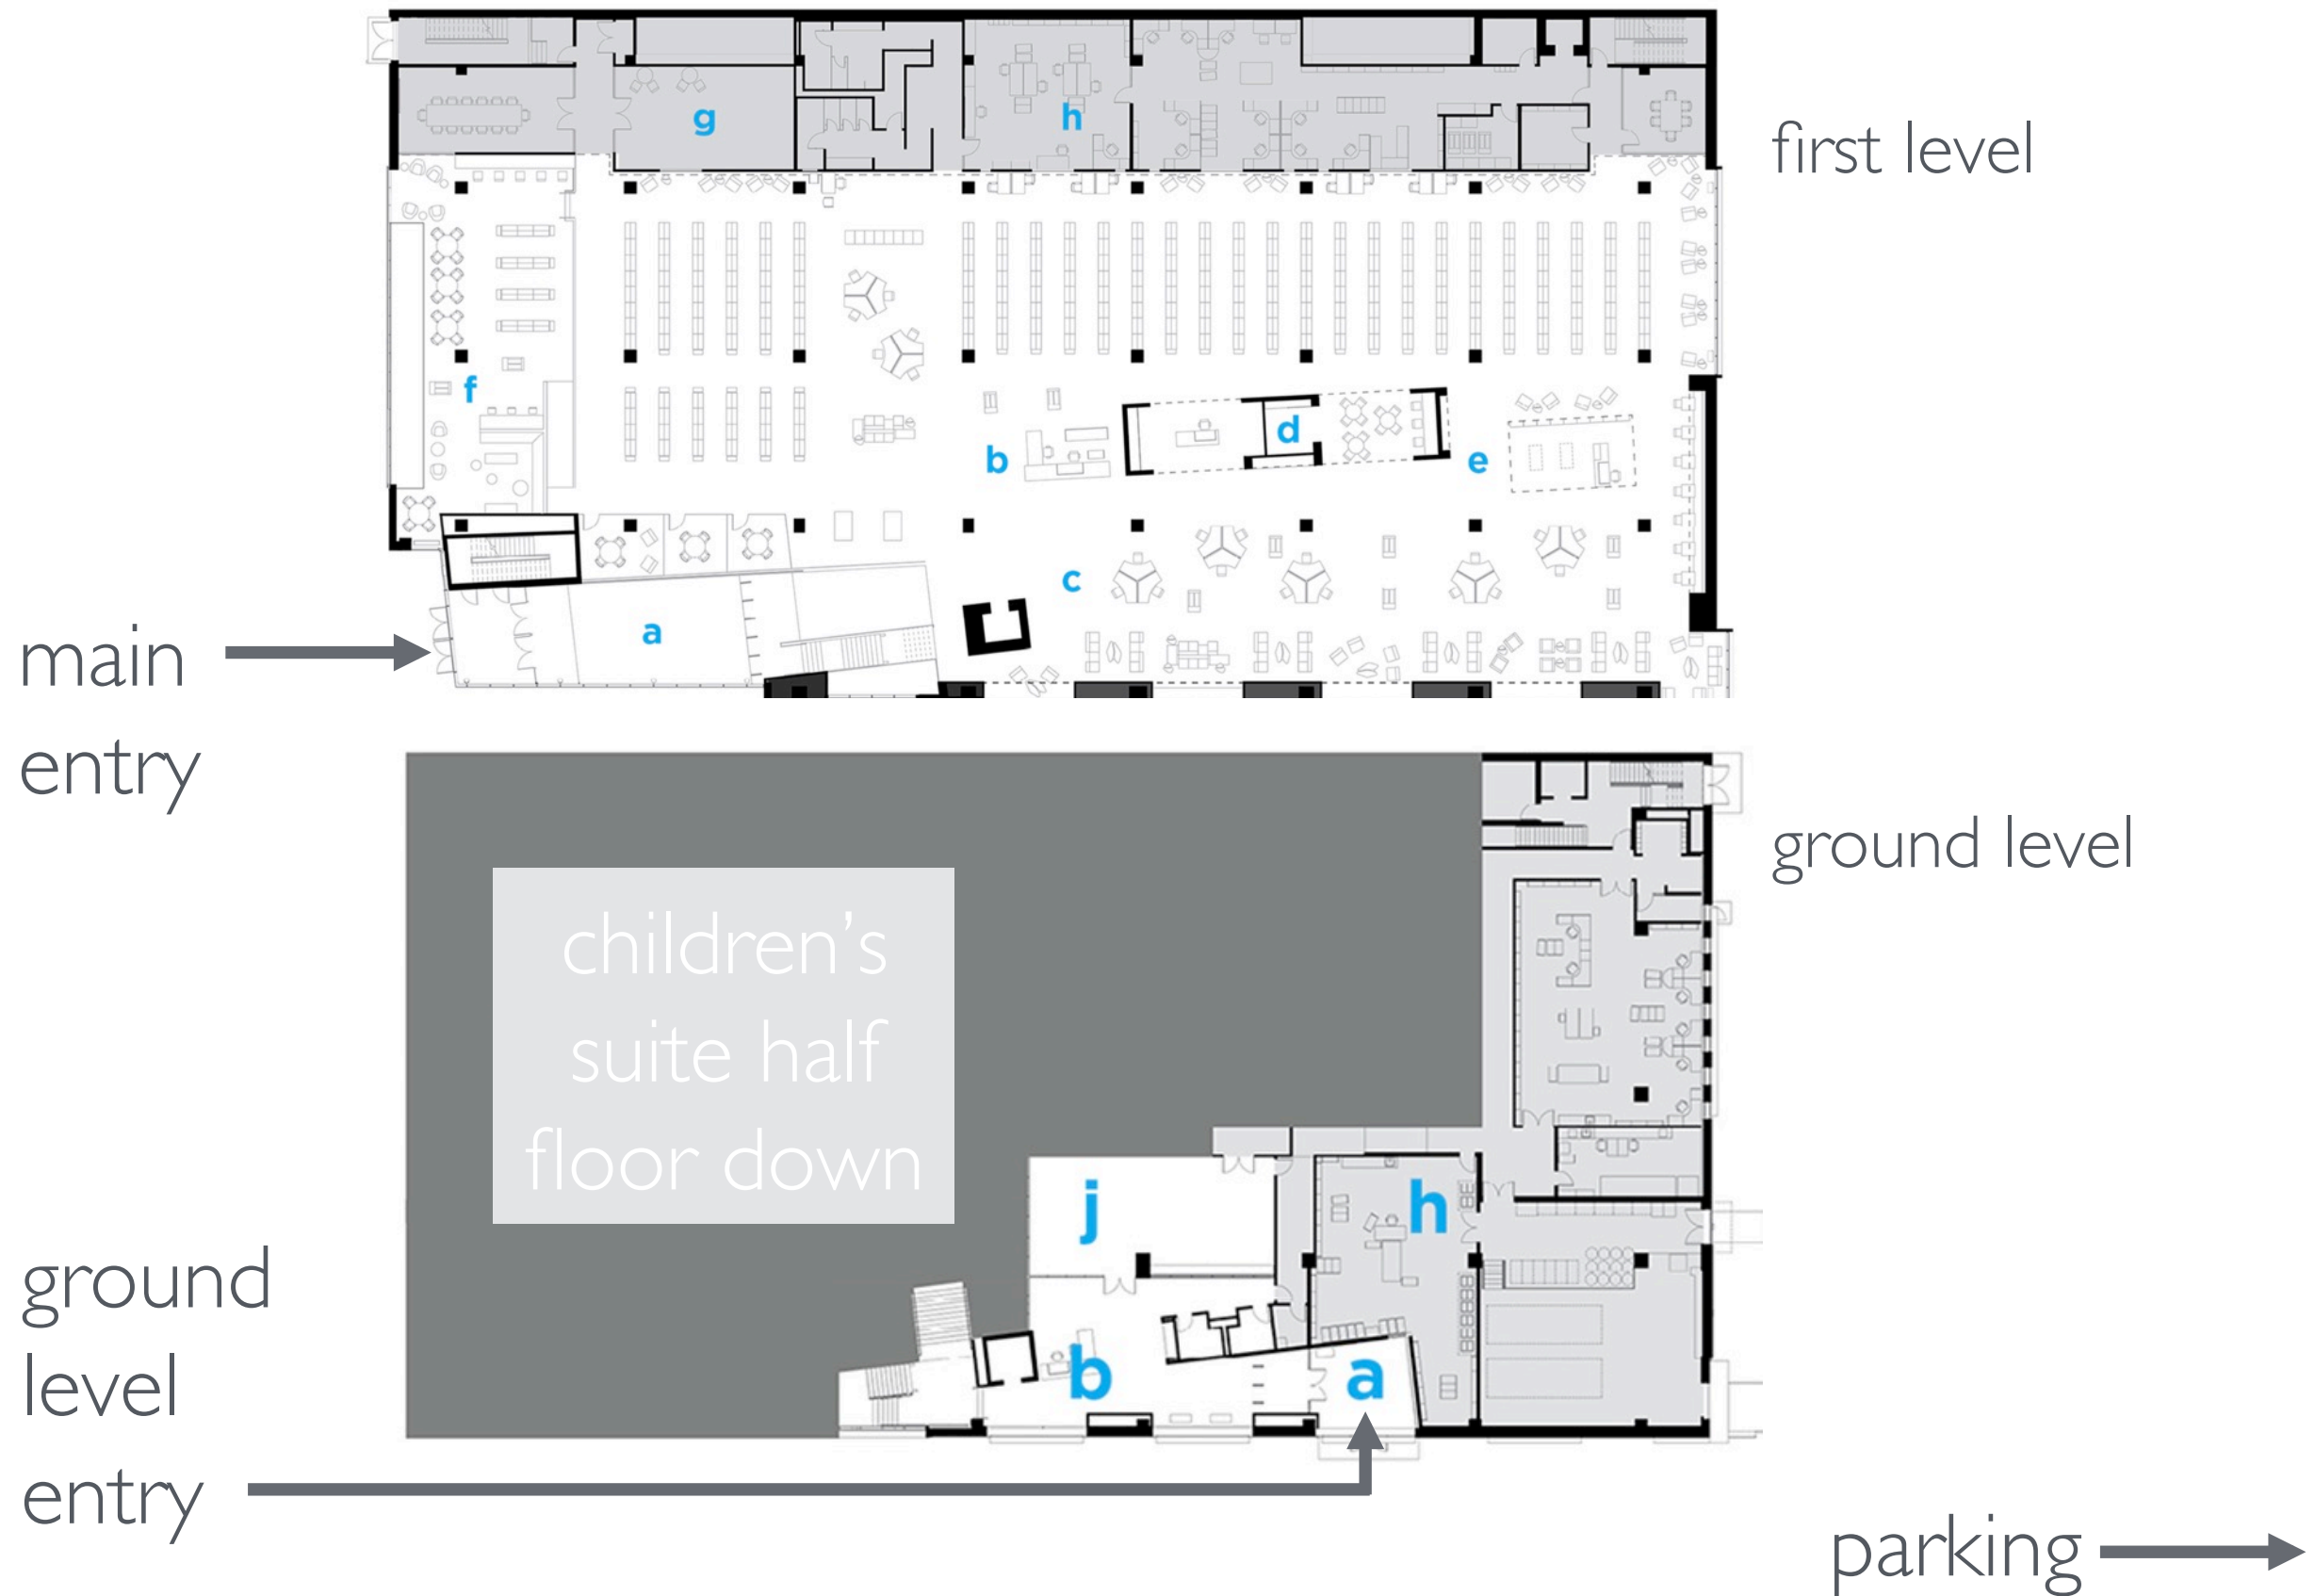 g
h
first level
f
d
b
e
c
a
main
entry
ground level
children's
suite half
floor down
j
h
b
a
ground
level
entry
parking